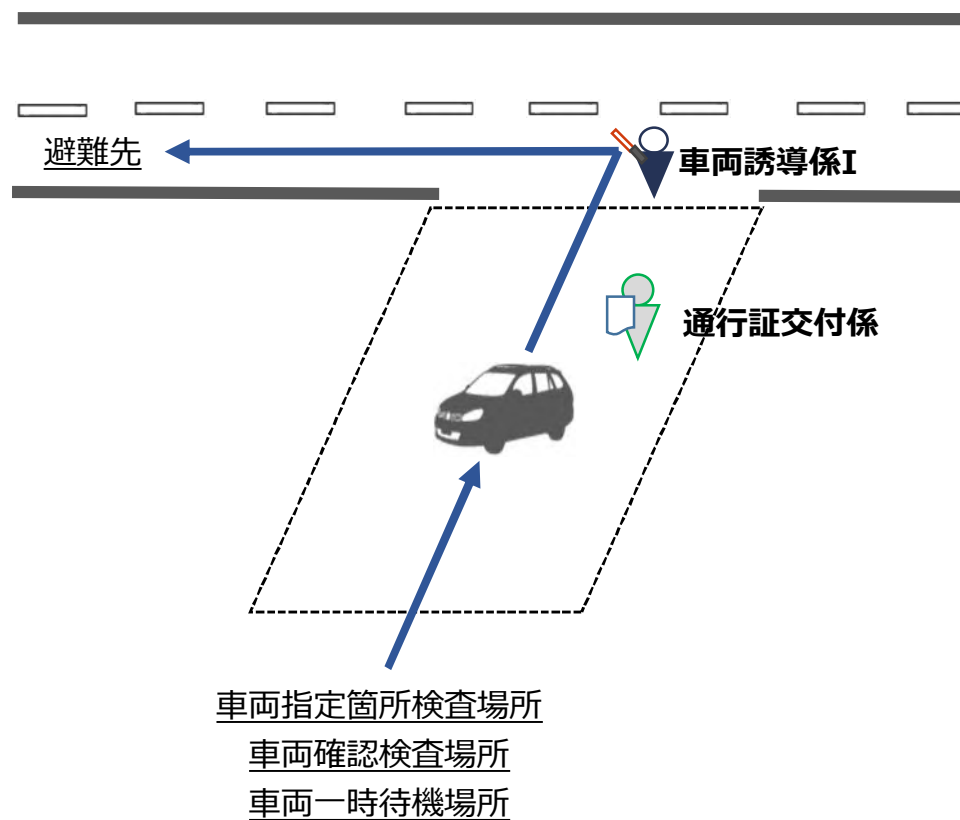 避難先
車両誘導係I
通行証交付係
車両指定箇所検査場所
車両確認検査場所
車両一時待機場所